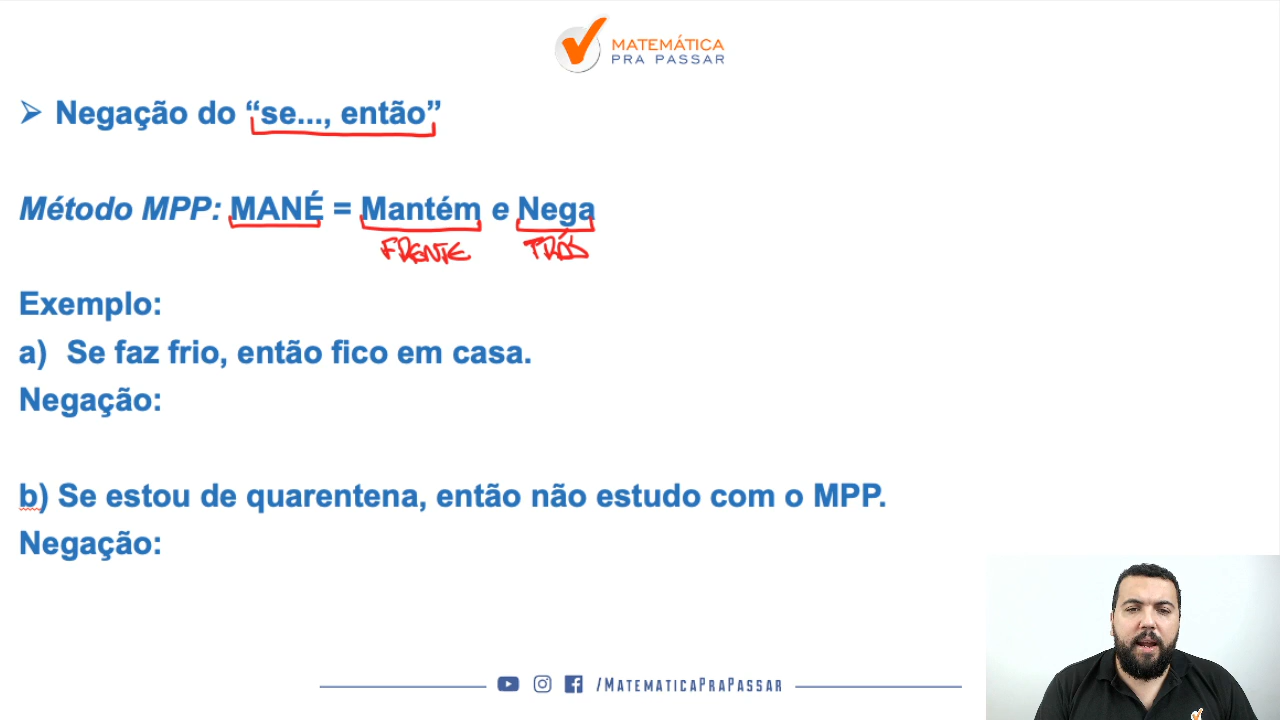 MATEMÁTICA
PRA PASSAR
Negação do “se..., então”
Método MPP: MANÉ = Mantém e Nega
FRENTE TRÁS
Exemplo:
a) Se faz frio, então fico em casa.
Negação:
b) Se estou de quarentena, então não estudo com o MPP.
Negação:
/MATEMATICAPRAPASSAR